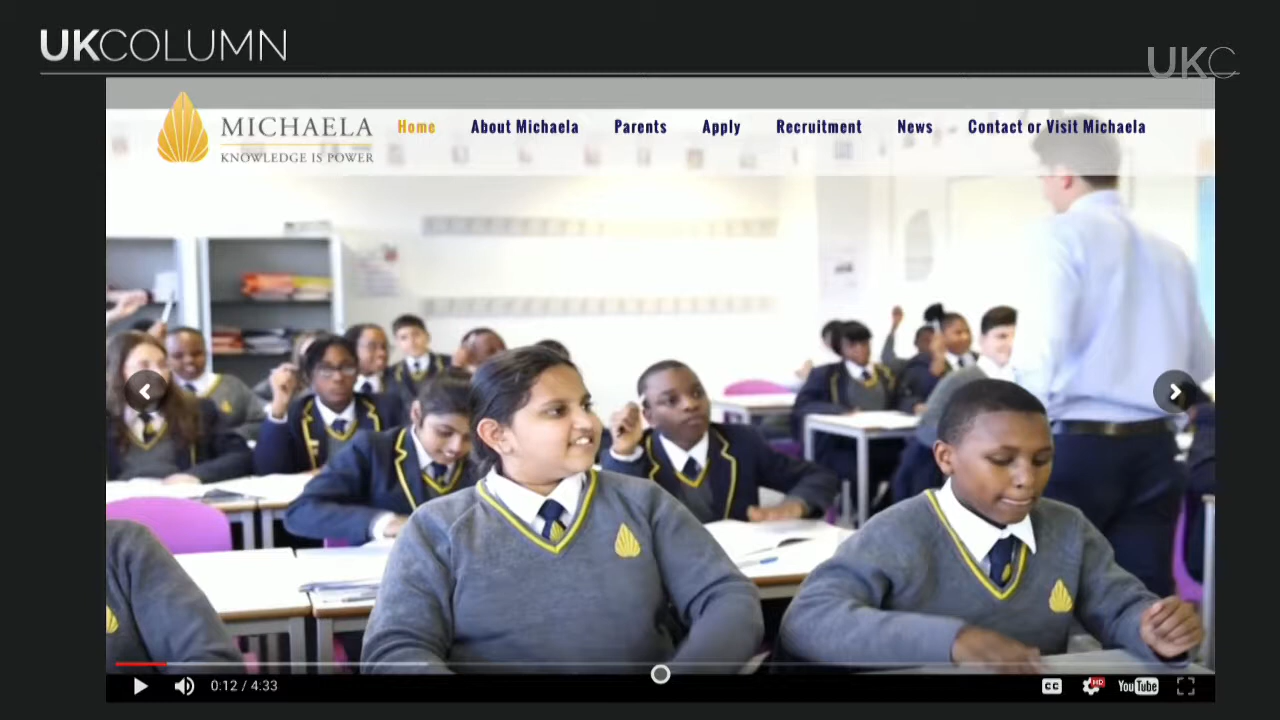 UKCOLUMN
UKC
MICHAELA
KNOWLEDGE IS POWER
Home About Michaela Parents Apply Recruitment News Contact or Visit Michaela
0:12 / 4:33
CC HD YouTube